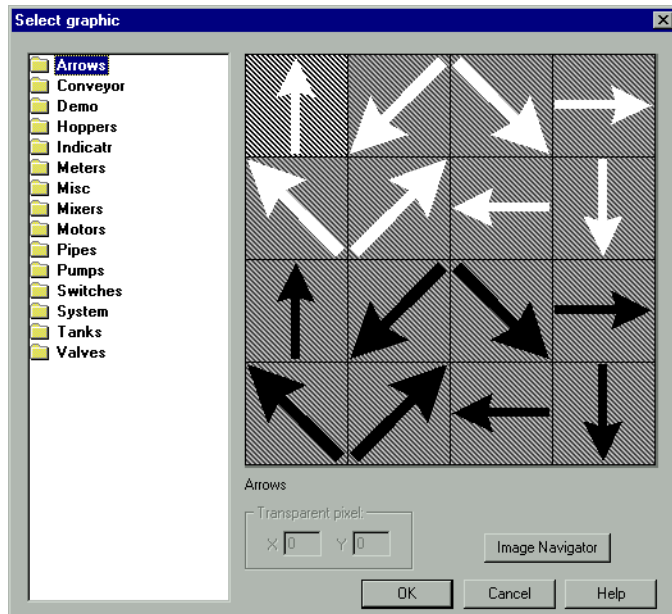 Select graphic
Arrows
Conveyor
Demo
Hoppers
Indicatr
Meters
Misc
Mixers
Motors
Pipes
Pumps
Switches
System
Tanks
Valves
Arrows
Transparent pixel:
X 0 Y 0
Image Navigator
OK Cancel Help